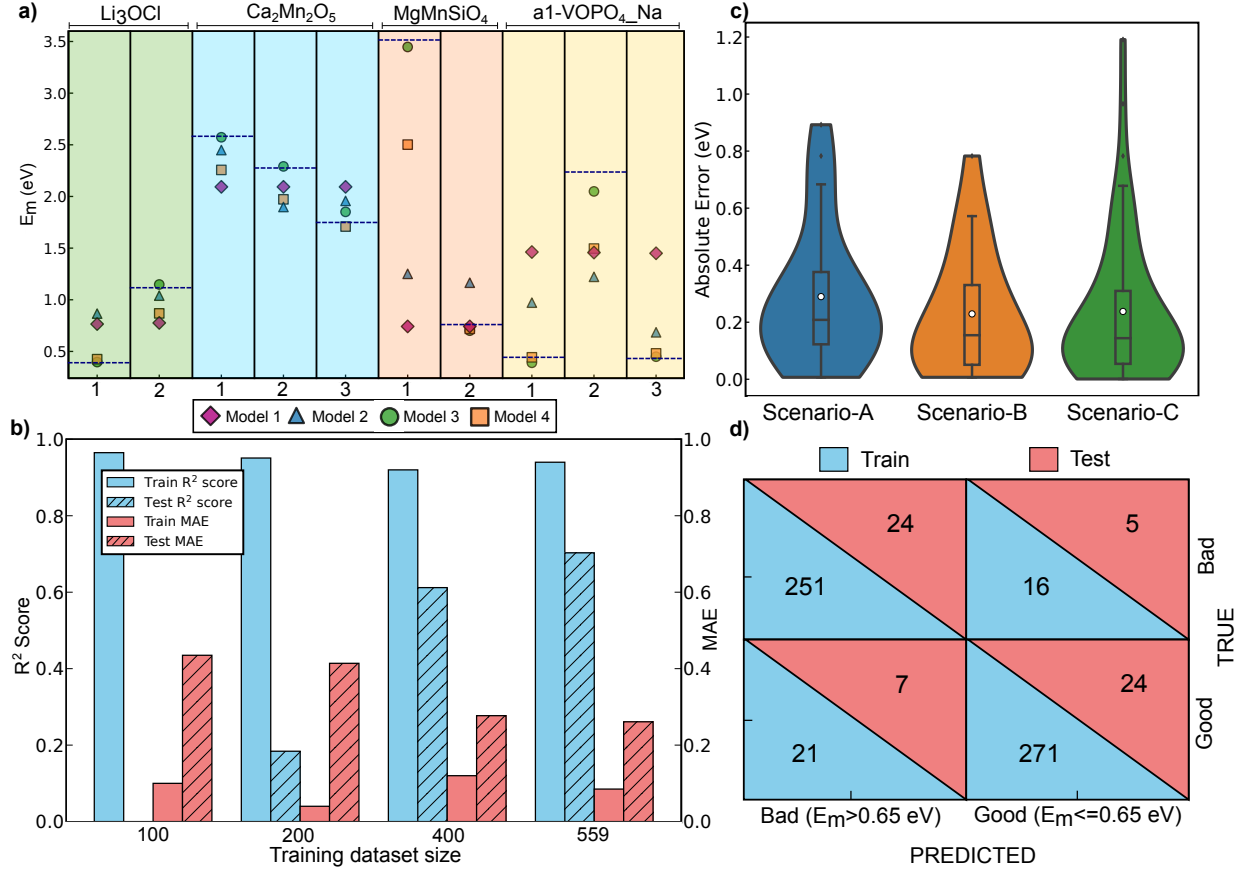 a)
Li₃OCl Ca₂Mn₂O₅ MgMnSiO₄ a1-VOPO₄_Na
3.5
3.0
2.5
2.0
1.5
1.0
0.5
Eₘ (eV)
1 2 1 2 3 1 2 1 2 3
Model 1 Model 2 Model 3 Model 4
b)
1.0
0.8
0.6
0.4
0.2
0.0
R² Score
Train R² score
Test R² score
Train MAE
Test MAE
1.0
0.8
0.6
0.4
0.2
0.0
MAE
100 200 400 559
Training dataset size
c)
1.2
1.0
0.8
0.6
0.4
0.2
0.0
Absolute Error (eV)
Scenario-A Scenario-B Scenario-C
d)
Train Test
24 5
251 16
Bad
7 24
21 271
Good
TRUE
Bad (Eₘ>0.65 eV) Good (Eₘ<=0.65 eV)
PREDICTED